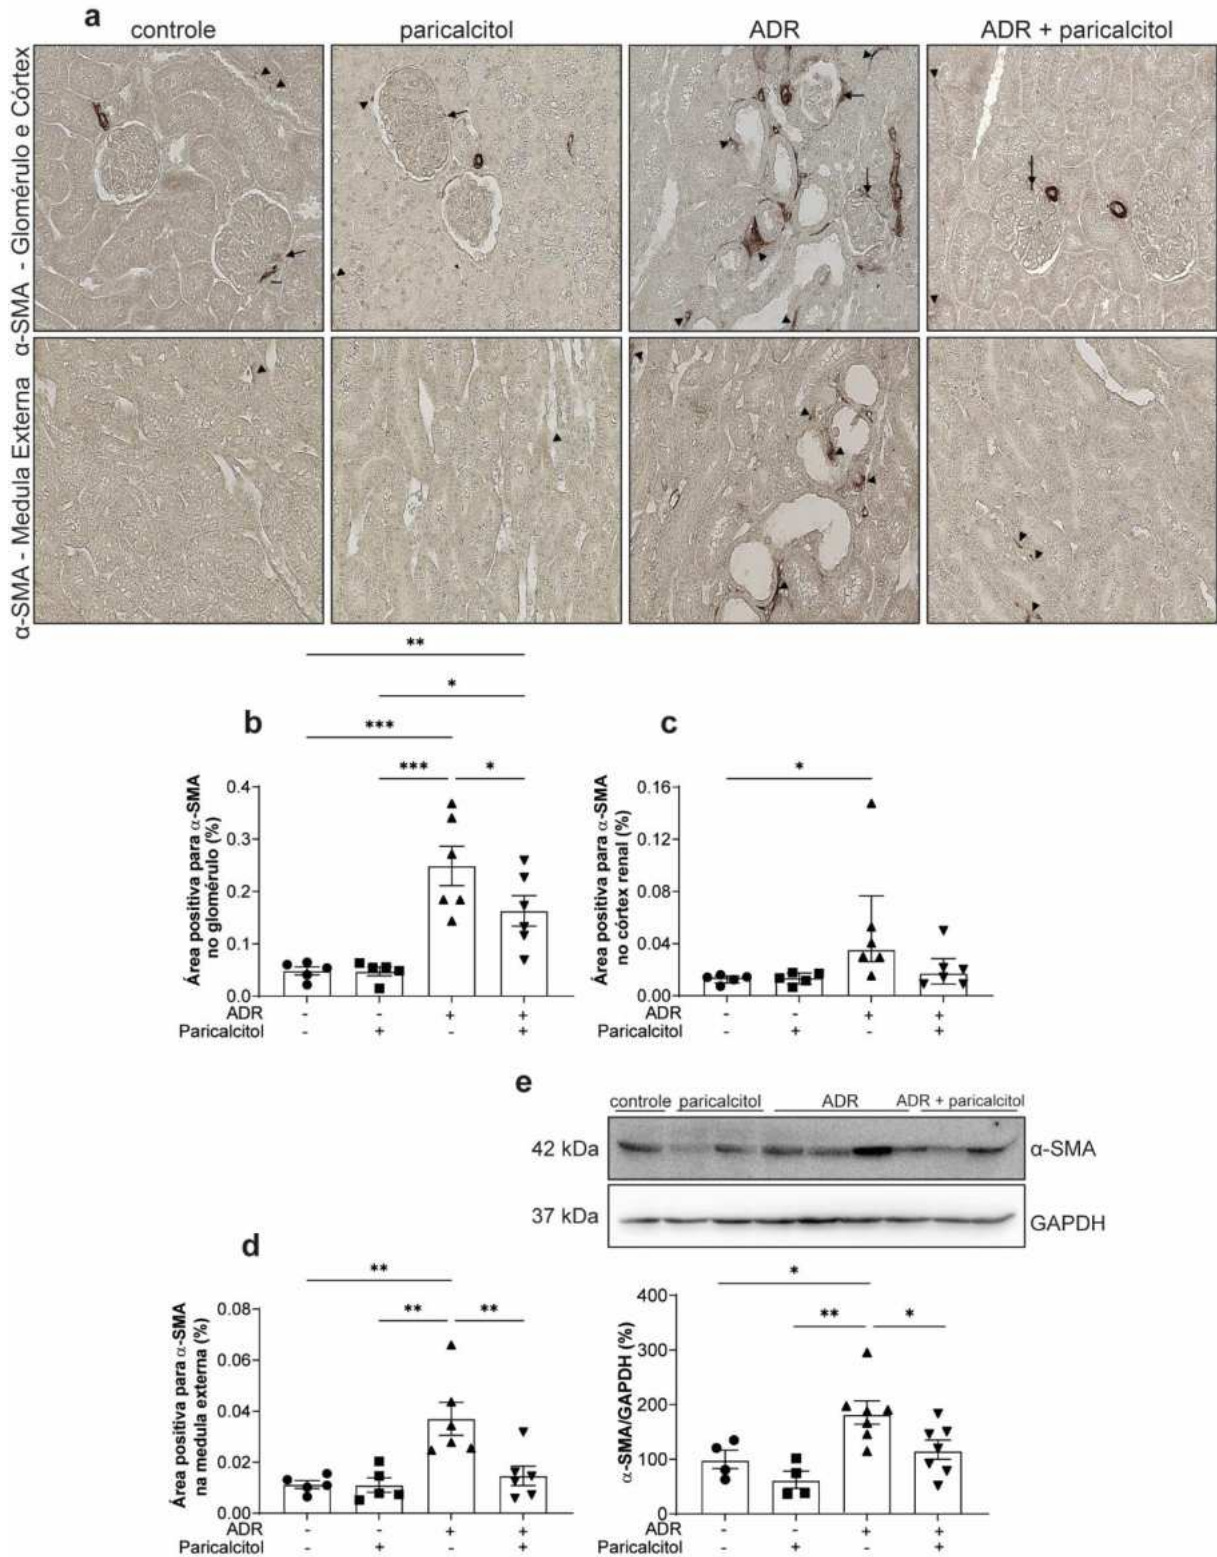 a
controle paricalcitol ADR ADR + paricalcitol
α-SMA - Glomérulo e Córtex
α-SMA - Medula Externa
b
**
*
***
*** *
Área positiva para α-SMA
no glomérulo (%)
0.4
0.3
0.2
0.1
0.0
ADR - - + +
Paricalcitol - + - +
c
*
Área positiva para α-SMA
no córtex renal (%)
0.16
0.12
0.08
0.04
0.00
ADR - - + +
Paricalcitol - + - +
e
controle paricalcitol ADR ADR + paricalcitol
42 kDa α-SMA
37 kDa GAPDH
d
**
** **
Área positiva para α-SMA
na medula externa (%)
0.08
0.06
0.04
0.02
0.00
ADR - - + +
Paricalcitol - + - +
*
** *
α-SMA/GAPDH (%)
400
300
200
100
0
ADR - - + +
Paricalcitol - + - +